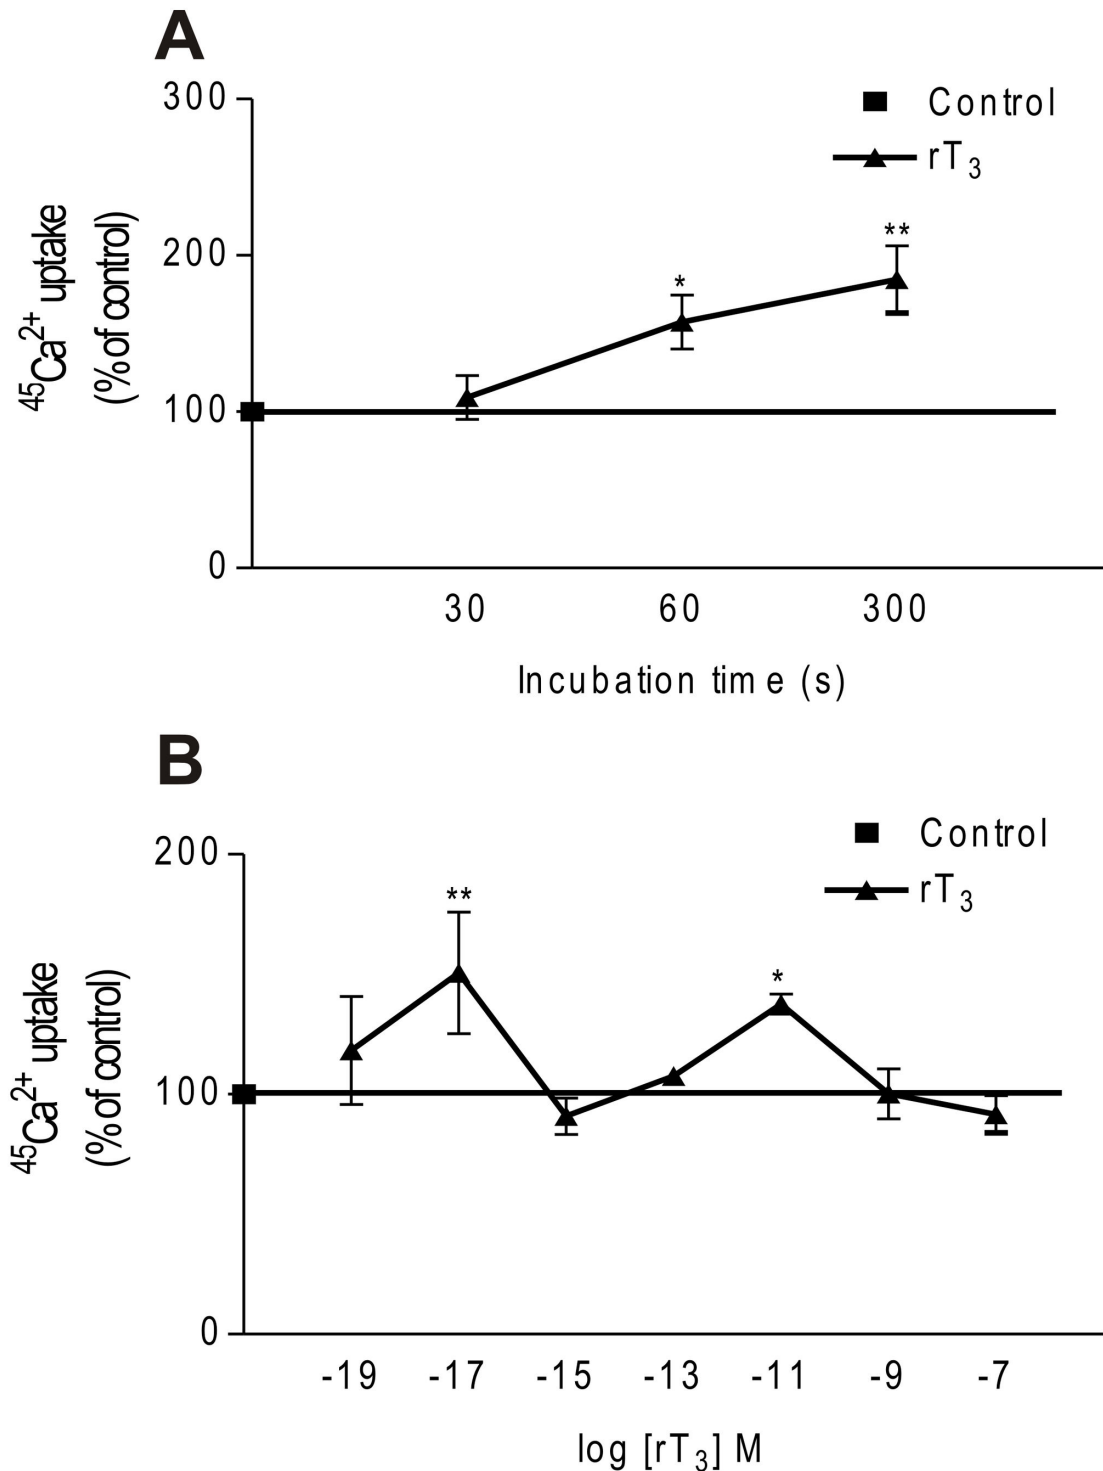 A
300
200
100
0
⁴⁵Ca²⁺ uptake
(% of control)
Control
rT₃
*
**
30 60 300
Incubation time (s)
B
200
100
0
⁴⁵Ca²⁺ uptake
(% of control)
Control
rT₃
**
*
-19 -17 -15 -13 -11 -9 -7
log [rT₃] M